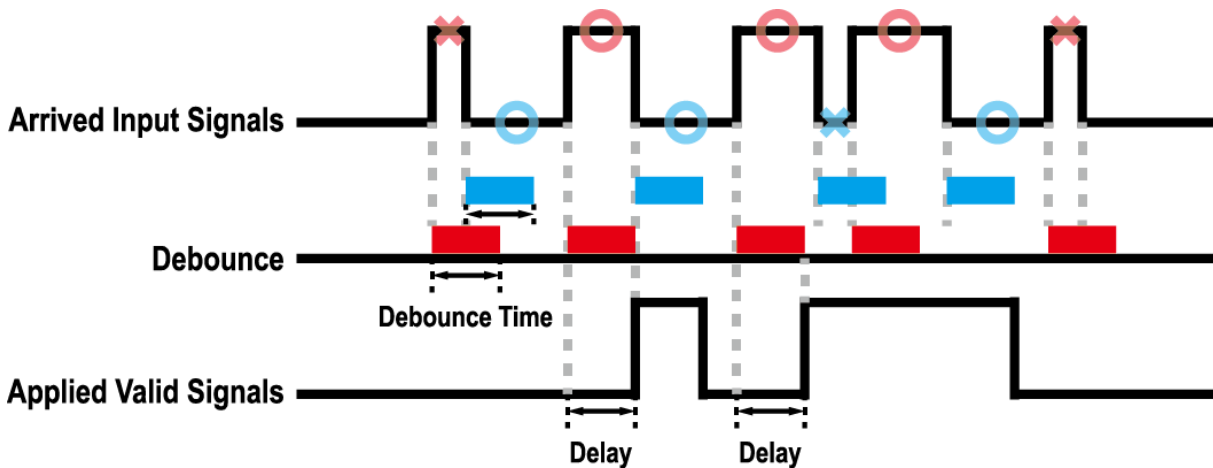 Arrived Input Signals
Debounce
Debounce Time
Applied Valid Signals
Delay
Delay